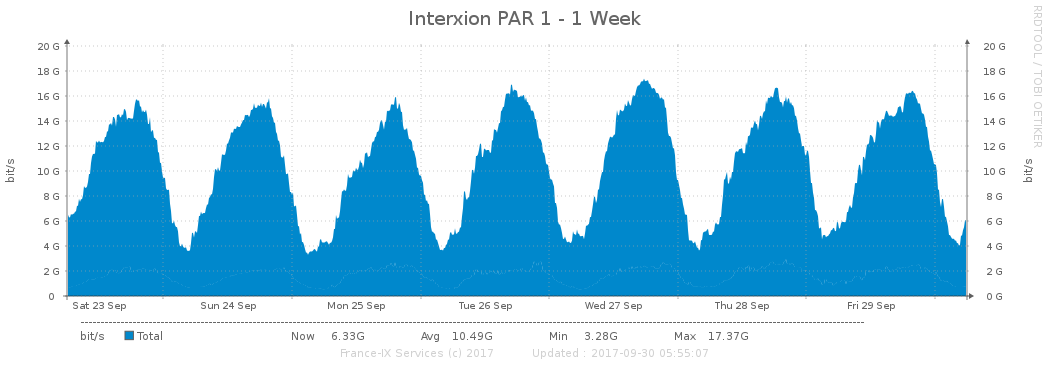 Interxion PAR 1 - 1 Week
RRDTOOL / TOBI OETIKER
20 G 20 G
18 G 18 G
16 G 16 G
14 G 14 G
12 G 12 G
10 G 10 G
8 G 8 G
6 G 6 G
4 G 4 G
2 G 2 G
0 0 G
bit/s bit/s
Sat 23 Sep Sun 24 Sep Mon 25 Sep Tue 26 Sep Wed 27 Sep Thu 28 Sep Fri 29 Sep
bit/s Total Now 6.33G Avg 10.49G Min 3.28G Max 17.37G
France-IX Services (c) 2017 Updated : 2017-09-30 05:55:07